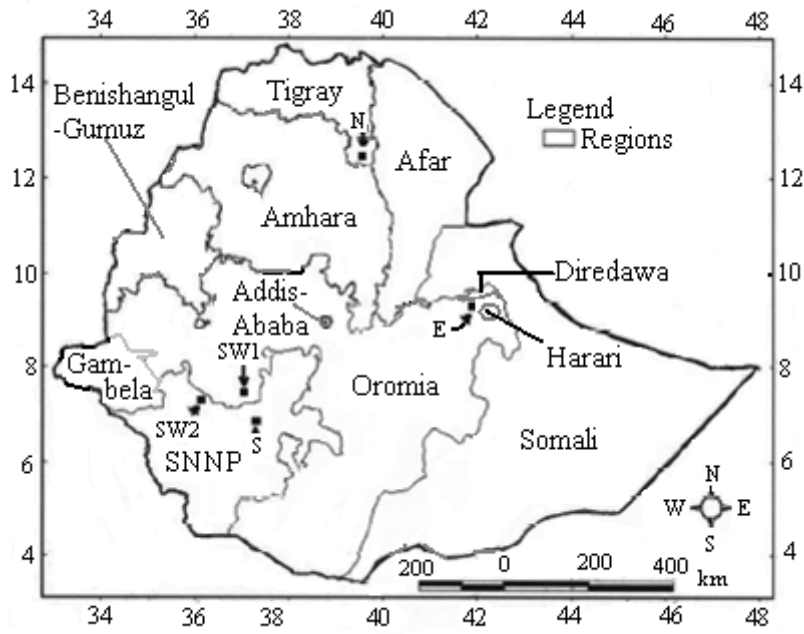 34 36 38 40 42 44 46 48
14
12
10
8
6
4
Benishangul
-Gumuz
Tigray
N
Afar
Legend
Regions
Amhara
14
12
10
8
6
4
Addis-
Ababa
Diredawa
E
Harari
Gam-
bela
SW1
Oromia
SW2
S
SNNP
Somali
N
W E
S
200 0 200 400
km
34 36 38 40 42 44 46 48